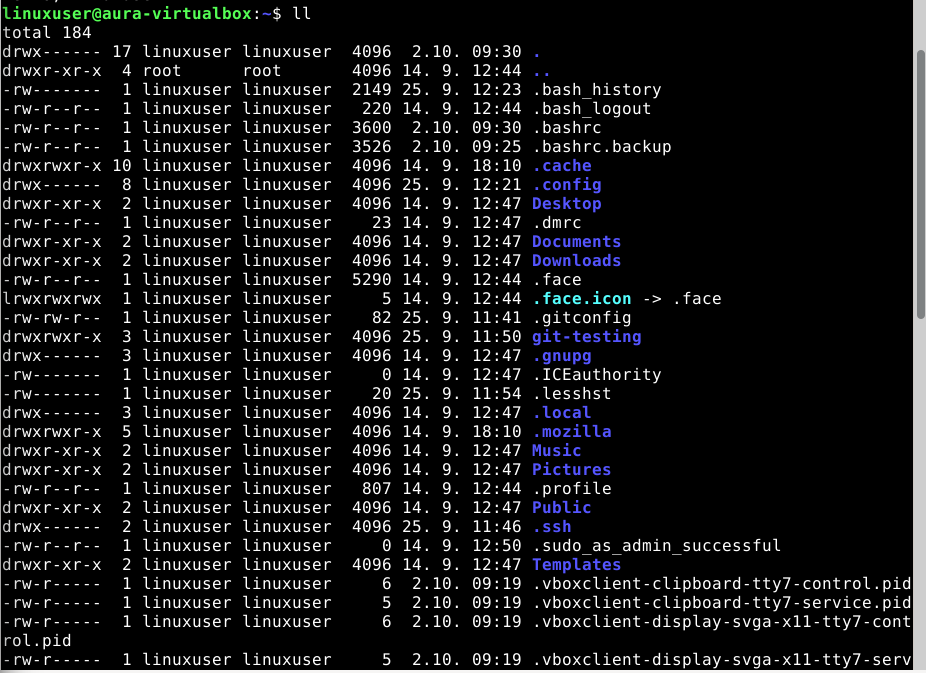 linuxuser@aura-virtualbox:~$ ll
total 184
drwx------ 17 linuxuser linuxuser  4096  2.10. 09:30 .
drwxr-xr-x  4 root      root       4096 14. 9. 12:44 ..
-rw-------  1 linuxuser linuxuser  2149 25. 9. 12:23 .bash_history
-rw-r--r--  1 linuxuser linuxuser   220 14. 9. 12:44 .bash_logout
-rw-r--r--  1 linuxuser linuxuser  3600  2.10. 09:30 .bashrc
-rw-r--r--  1 linuxuser linuxuser  3526  2.10. 09:25 .bashrc.backup
drwxrwxr-x 10 linuxuser linuxuser  4096 14. 9. 18:10 .cache
drwx------  8 linuxuser linuxuser  4096 25. 9. 12:21 .config
drwxr-xr-x  2 linuxuser linuxuser  4096 14. 9. 12:47 Desktop
-rw-r--r--  1 linuxuser linuxuser    23 14. 9. 12:47 .dmrc
drwxr-xr-x  2 linuxuser linuxuser  4096 14. 9. 12:47 Documents
drwxr-xr-x  2 linuxuser linuxuser  4096 14. 9. 12:47 Downloads
-rw-r--r--  1 linuxuser linuxuser  5290 14. 9. 12:44 .face
lrwxrwxrwx  1 linuxuser linuxuser     5 14. 9. 12:44 .face.icon -> .face
-rw-rw-r--  1 linuxuser linuxuser    82 25. 9. 11:41 .gitconfig
drwxrwxr-x  3 linuxuser linuxuser  4096 25. 9. 11:50 git-testing
drwx------  3 linuxuser linuxuser  4096 14. 9. 12:47 .gnupg
-rw-------  1 linuxuser linuxuser     0 14. 9. 12:47 .ICEauthority
-rw-------  1 linuxuser linuxuser    20 25. 9. 11:54 .lesshst
drwx------  3 linuxuser linuxuser  4096 14. 9. 12:47 .local
drwxrwxr-x  5 linuxuser linuxuser  4096 14. 9. 18:10 .mozilla
drwxr-xr-x  2 linuxuser linuxuser  4096 14. 9. 12:47 Music
drwxr-xr-x  2 linuxuser linuxuser  4096 14. 9. 12:47 Pictures
-rw-r--r--  1 linuxuser linuxuser   807 14. 9. 12:44 .profile
drwxr-xr-x  2 linuxuser linuxuser  4096 14. 9. 12:47 Public
drwx------  2 linuxuser linuxuser  4096 25. 9. 11:46 .ssh
-rw-r--r--  1 linuxuser linuxuser     0 14. 9. 12:50 .sudo_as_admin_successful
drwxr-xr-x  2 linuxuser linuxuser  4096 14. 9. 12:47 Templates
-rw-r-----  1 linuxuser linuxuser     6  2.10. 09:19 .vboxclient-clipboard-tty7-control.pid
-rw-r-----  1 linuxuser linuxuser     5  2.10. 09:19 .vboxclient-clipboard-tty7-service.pid
-rw-r-----  1 linuxuser linuxuser     6  2.10. 09:19 .vboxclient-display-svga-x11-tty7-cont
rol.pid
-rw-r-----  1 linuxuser linuxuser     5  2.10. 09:19 .vboxclient-display-svga-x11-tty7-serv